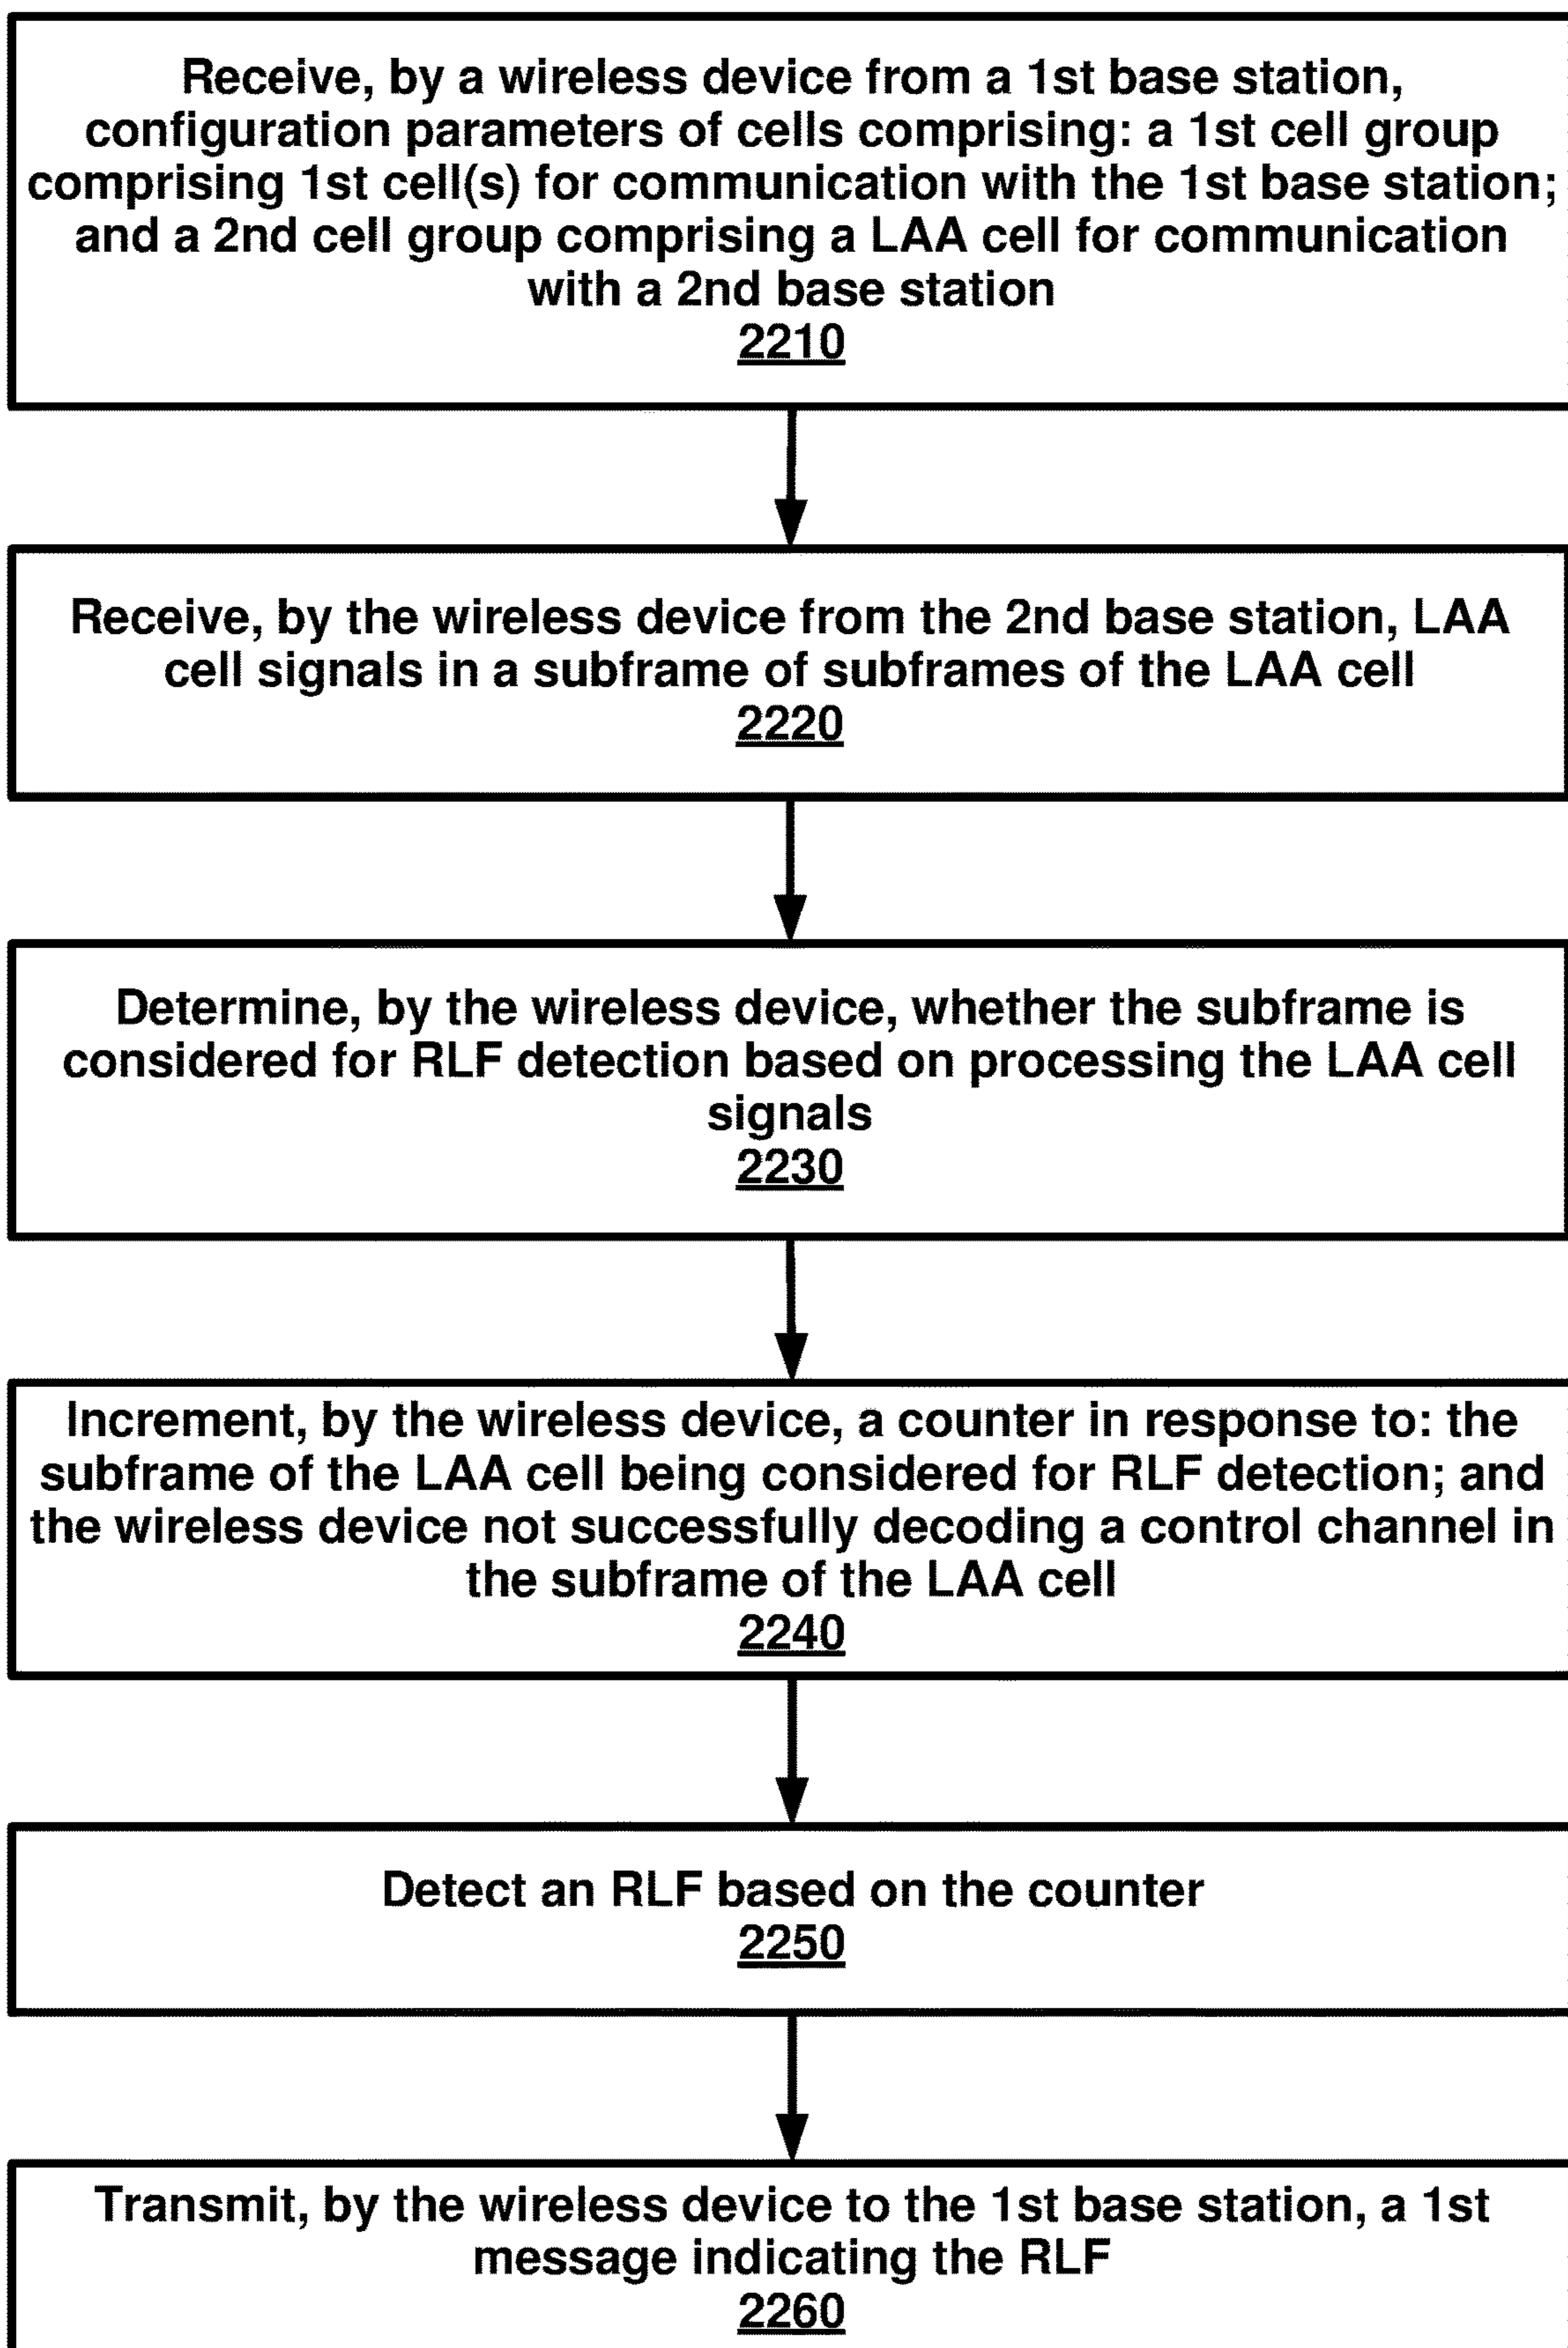 Receive, by a wireless device from a 1st base station,
configuration parameters of cells comprising: a 1st cell group
comprising 1st cell(s) for communication with the 1st base station;
and a 2nd cell group comprising a LAA cell for communication
with a 2nd base station
2210
Receive, by the wireless device from the 2nd base station, LAA
cell signals in a subframe of subframes of the LAA cell
2220
Determine, by the wireless device, whether the subframe is
considered for RLF detection based on processing the LAA cell
signals
2230
Increment, by the wireless device, a counter in response to: the
subframe of the LAA cell being considered for RLF detection; and
the wireless device not successfully decoding a control channel in
the subframe of the LAA cell
2240
Detect an RLF based on the counter
2250
Transmit, by the wireless device to the 1st base station, a 1st
message indicating the RLF
2260